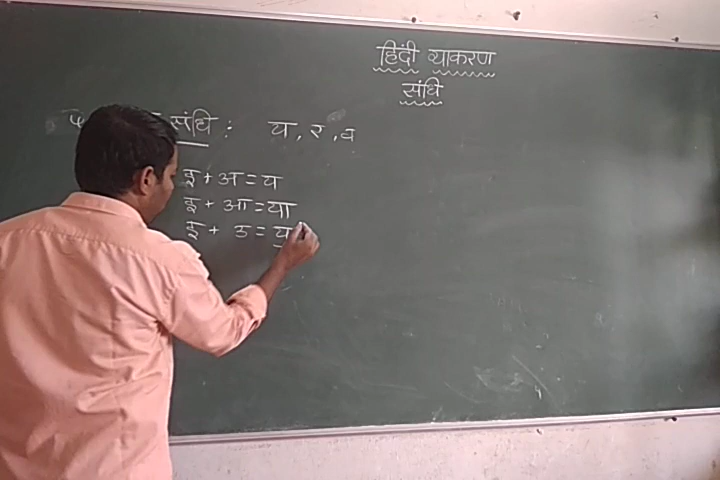 हिंदी व्याकरण
संधि
संधि : य, र, व
इ + अ = य
इ + आ = या
इ + उ = यु